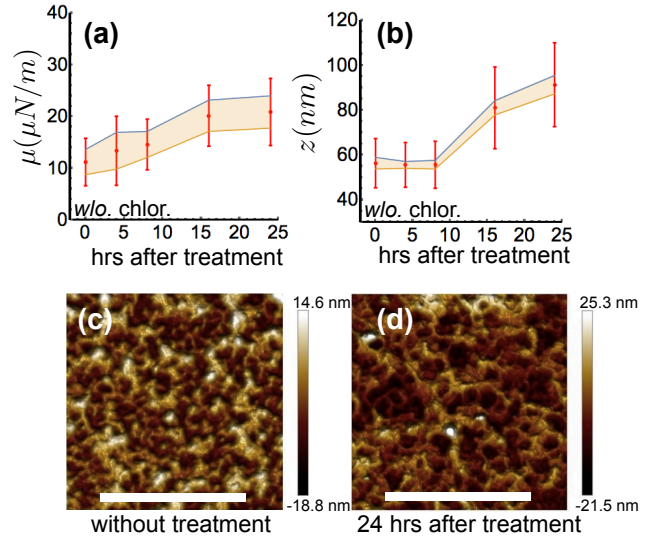 (a)
μ(μN/m)
40
30
20
10
0
w/o. chlor.
0 5 10 15 20 25
hrs after treatment
(b)
z(nm)
120
100
80
60
40
w/o. chlor.
0 5 10 15 20 25
hrs after treatment
(c)
14.6 nm
-18.8 nm
without treatment
(d)
25.3 nm
-21.5 nm
24 hrs after treatment